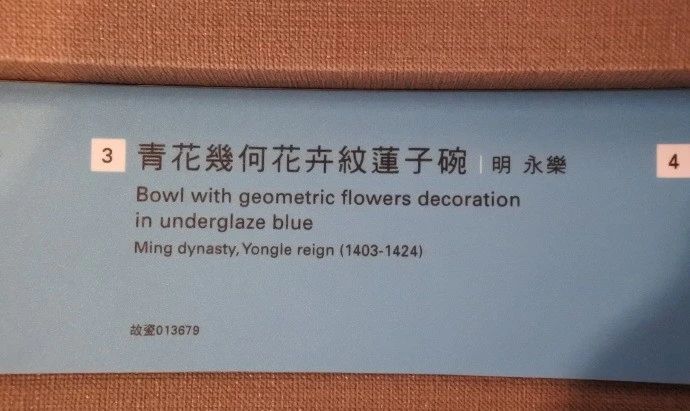 3 青花幾何花卉紋蓮子碗 | 明 永樂
Bowl with geometric flowers decoration
in underglaze blue
Ming dynasty, Yongle reign (1403-1424)
故瓷013679
4